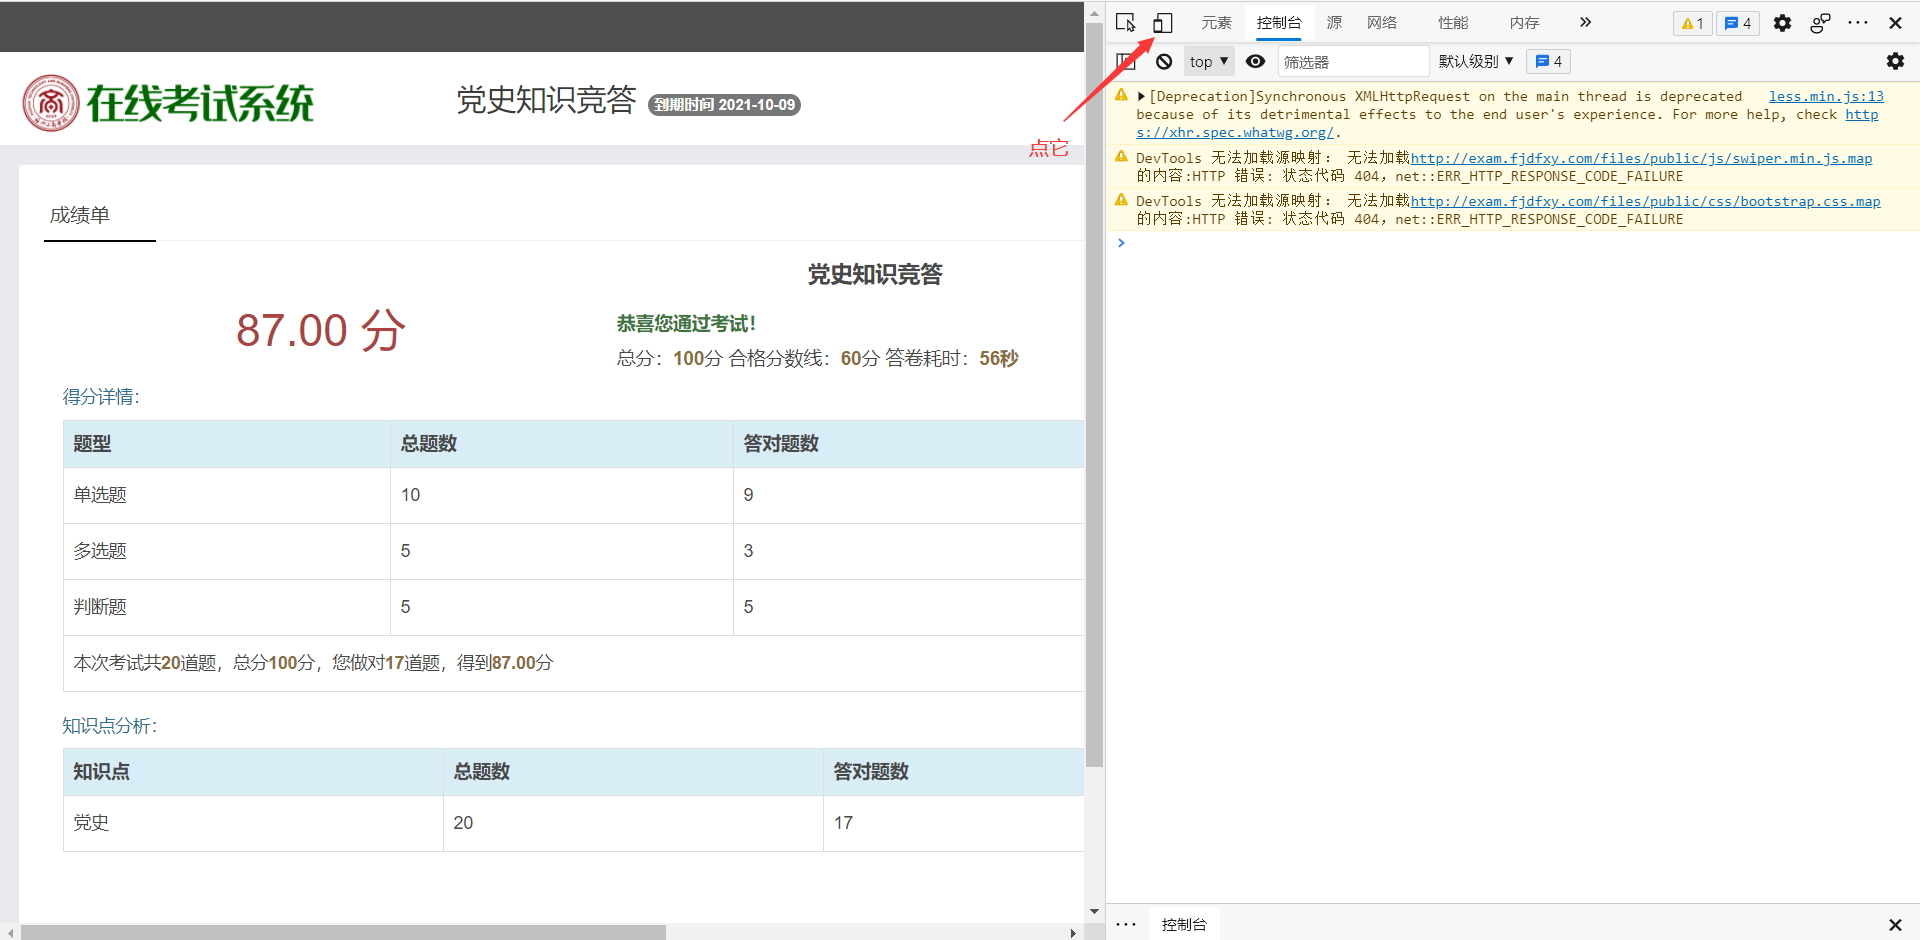 在线考试系统
党史知识竞答 到期时间 2021-10-09
成绩单
党史知识竞答
87.00 分
恭喜您通过考试！
总分：100分 合格分数线：60分 答卷耗时：56秒
得分详情：
题型 总题数 答对题数
单选题 10 9
多选题 5 3
判断题 5 5
本次考试共20道题，总分100分，您做对17道题，得到87.00分
知识点分析：
知识点 总题数 答对题数
党史 20 17
点它
元素 控制台 源 网络 性能 内存 » 1 4
top ▼ 筛选器 默认级别 ▼ 4
▶[Deprecation]Synchronous XMLHttpRequest on the main thread is deprecated less.min.js:13
because of its detrimental effects to the end user's experience. For more help, check http
s://xhr.spec.whatwg.org/.
DevTools 无法加载源映射： 无法加载http://exam.fjdfxy.com/files/public/js/swiper.min.js.map
的内容:HTTP 错误: 状态代码 404, net::ERR_HTTP_RESPONSE_CODE_FAILURE
DevTools 无法加载源映射： 无法加载http://exam.fjdfxy.com/files/public/css/bootstrap.css.map
的内容:HTTP 错误: 状态代码 404, net::ERR_HTTP_RESPONSE_CODE_FAILURE
>
控制台